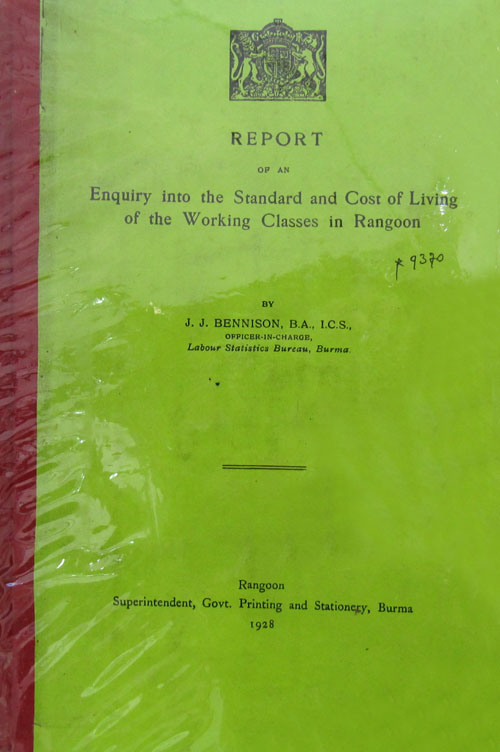 REPORT
OF AN
Enquiry into the Standard and Cost of Living
of the Working Classes in Rangoon
* 9370
BY
J. J. BENNISON, B.A., I.C.S.,
OFFICER-IN-CHARGE,
Labour Statistics Bureau, Burma.
Rangoon
Superintendent, Govt. Printing and Stationery, Burma
1928